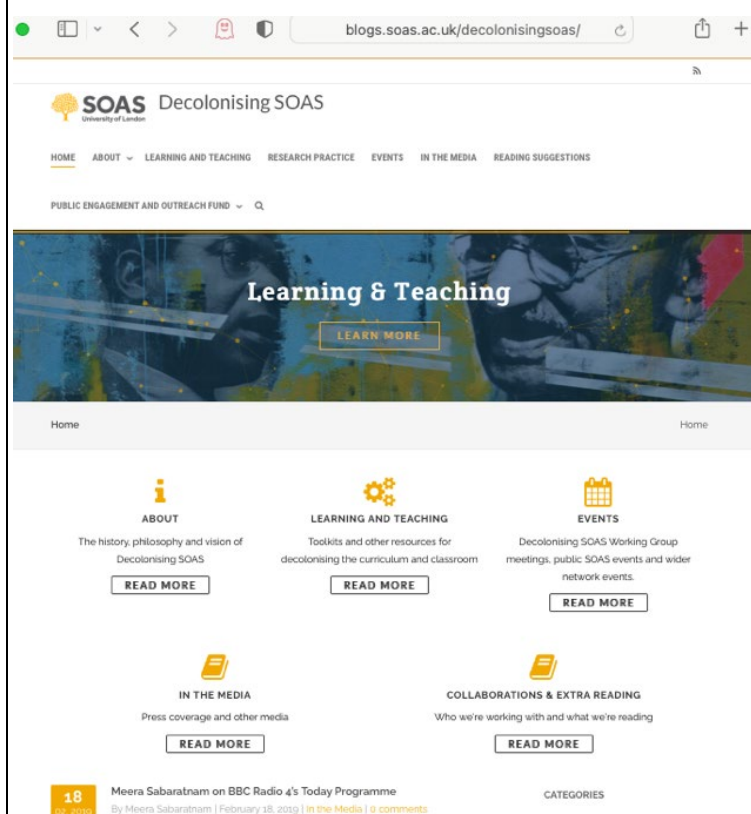 blogs.soas.ac.uk/decolonisingsoas/
SOAS
University of London
Decolonising SOAS
HOME ABOUT LEARNING AND TEACHING RESEARCH PRACTICE EVENTS IN THE MEDIA READING SUGGESTIONS
PUBLIC ENGAGEMENT AND OUTREACH FUND
Learning & Teaching
LEARN MORE
Home Home
ABOUT
The history, philosophy and vision of
Decolonising SOAS
READ MORE
LEARNING AND TEACHING
Toolkits and other resources for
decolonising the curriculum and classroom
READ MORE
EVENTS
Decolonising SOAS Working Group
meetings, public SOAS events and wider
network events.
READ MORE
IN THE MEDIA
Press coverage and other media
READ MORE
COLLABORATIONS & EXTRA READING
Who we're working with and what we're reading
READ MORE
18
02, 2019
Meera Sabaratnam on BBC Radio 4's Today Programme
By Meera Sabaratnam | February 18, 2019 | In the Media | 0 comments
CATEGORIES